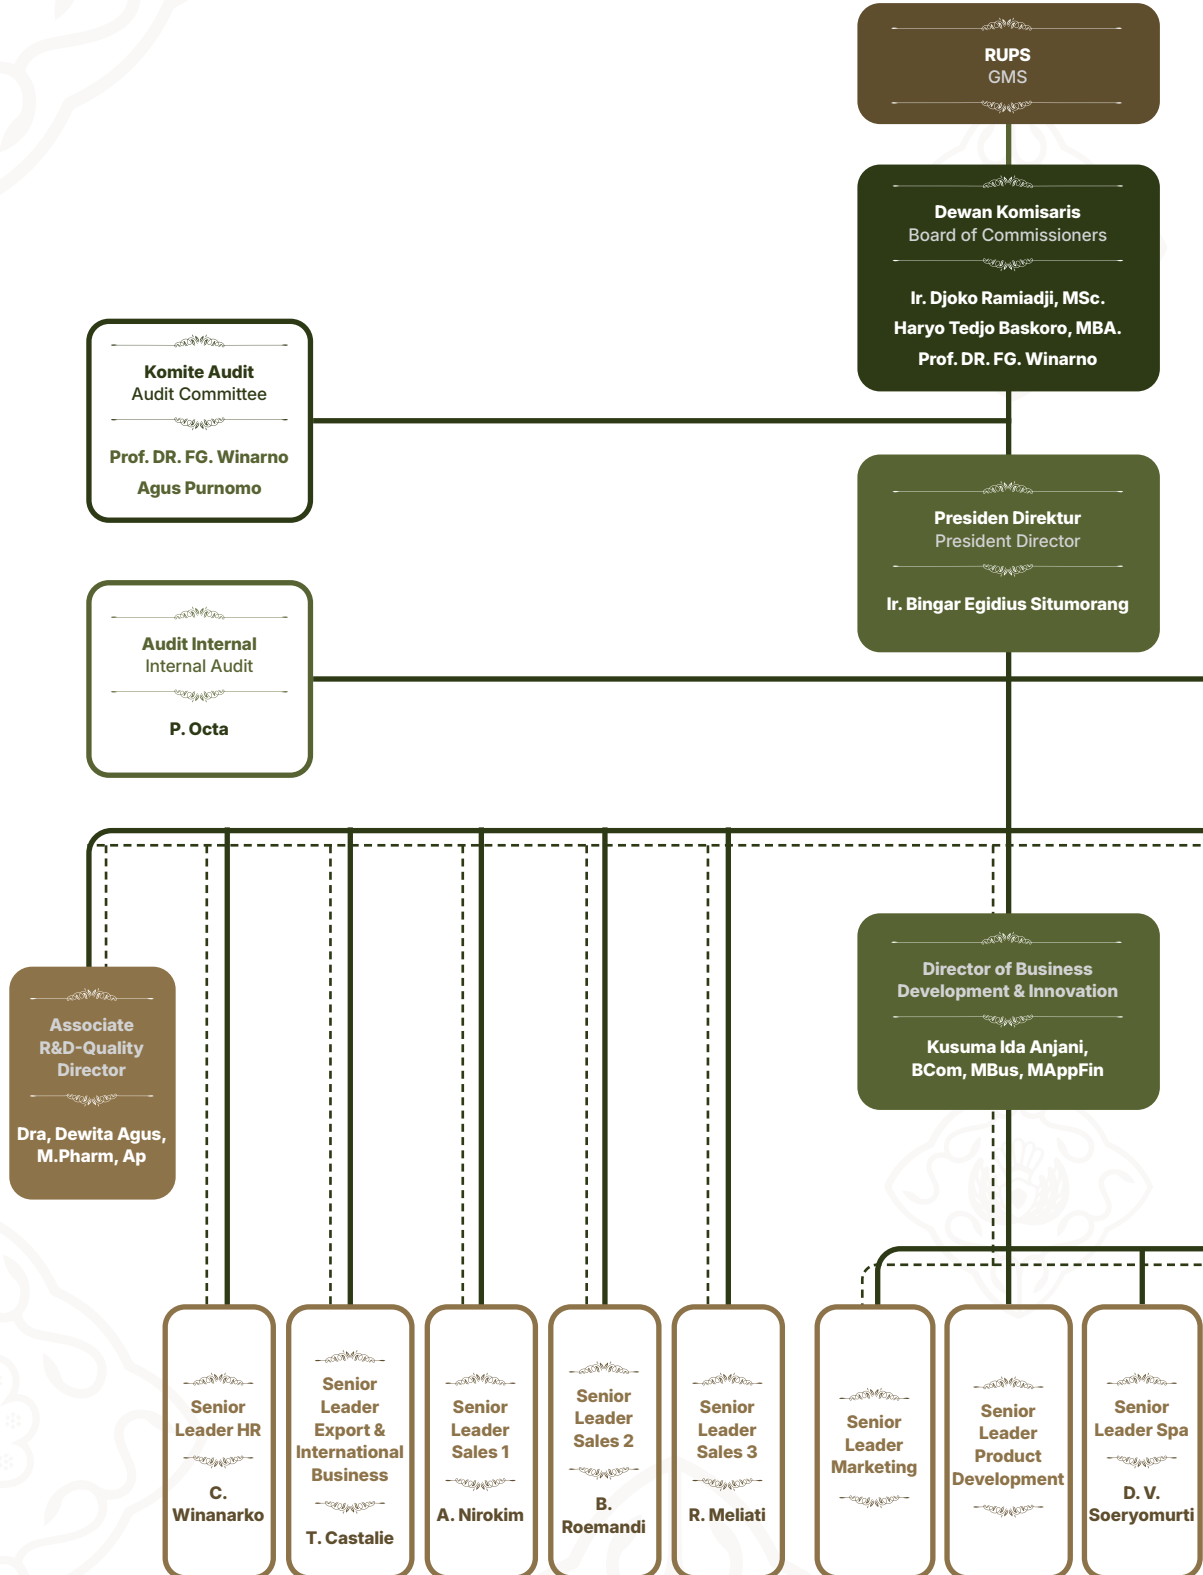 RUPS
GMS
Dewan Komisaris
Board of Commissioners
Ir. Djoko Ramiadji, MSc.
Haryo Tedjo Baskoro, MBA.
Prof. DR. FG. Winarno
Komite Audit
Audit Committee
Prof. DR. FG. Winarno
Agus Purnomo
Presiden Direktur
President Director
Ir. Bingar Egidius Situmorang
Audit Internal
Internal Audit
P. Octa
Director of Business
Development & Innovation
Kusuma Ida Anjani,
BCom, MBus, MAppFin
Associate
R&D-Quality
Director
Dra, Dewita Agus,
M.Pharm, Ap
Senior
Leader HR
C.
Winanarko
Senior
Leader
Export &
International
Business
T. Castalie
Senior
Leader
Sales 1
A. Nirokim
Senior
Leader
Sales 2
B.
Roemandi
Senior
Leader
Sales 3
R. Meliati
Senior
Leader
Marketing
Senior
Leader
Product
Development
Senior
Leader Spa
D. V.
Soeryomurti